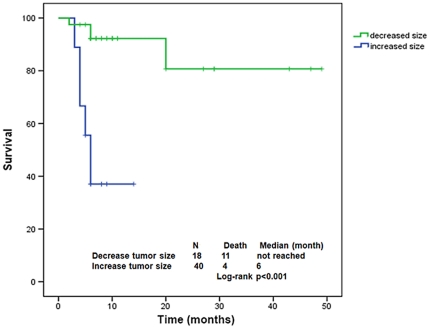 decreased size
increased size
100
80
60
40
20
0
Survival
N Death Median (month)
Decrease tumor size 18 11 not reached
Increase tumor size 40 4 6
Log-rank p<0.001
0 10 20 30 40 50
Time (months)